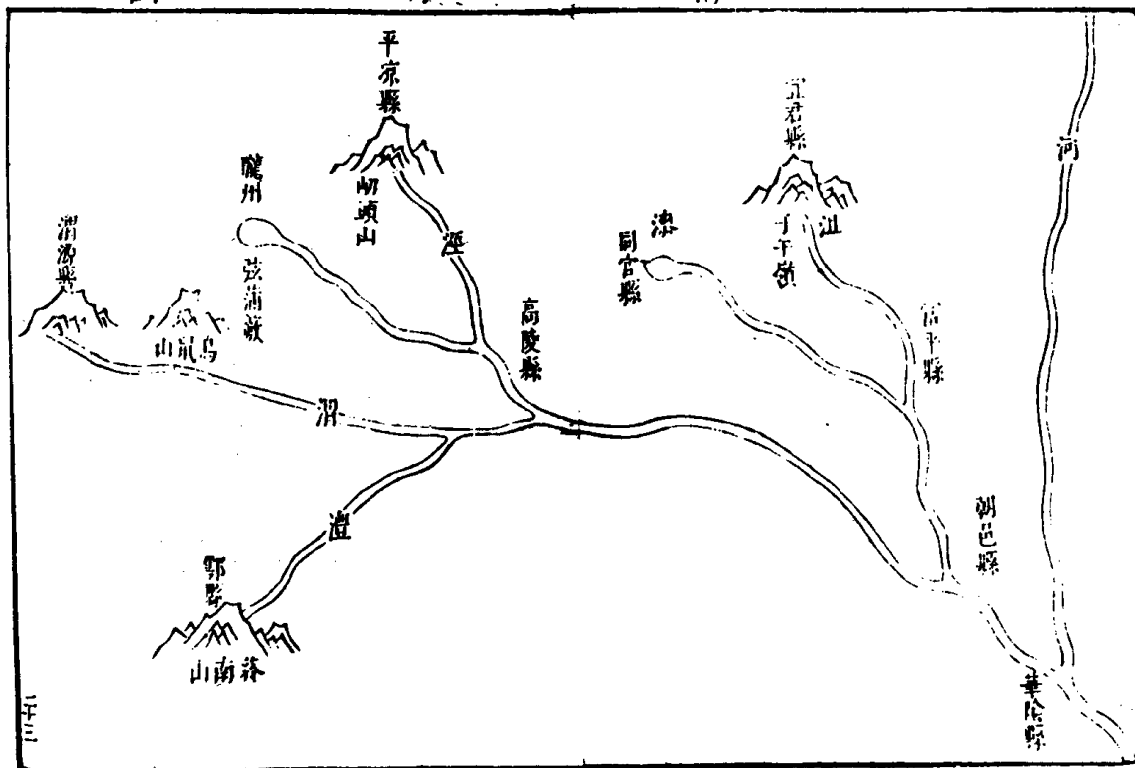 河
華陰縣
朝邑縣
富平縣
宜君縣
沮
子午嶺
漆
同官縣
高陵縣
平凉縣
涇
岍頭山
隴州
弦蒲藪
渭
灃
鄠縣
終南山
鳥鼠山
渭源縣
二十三